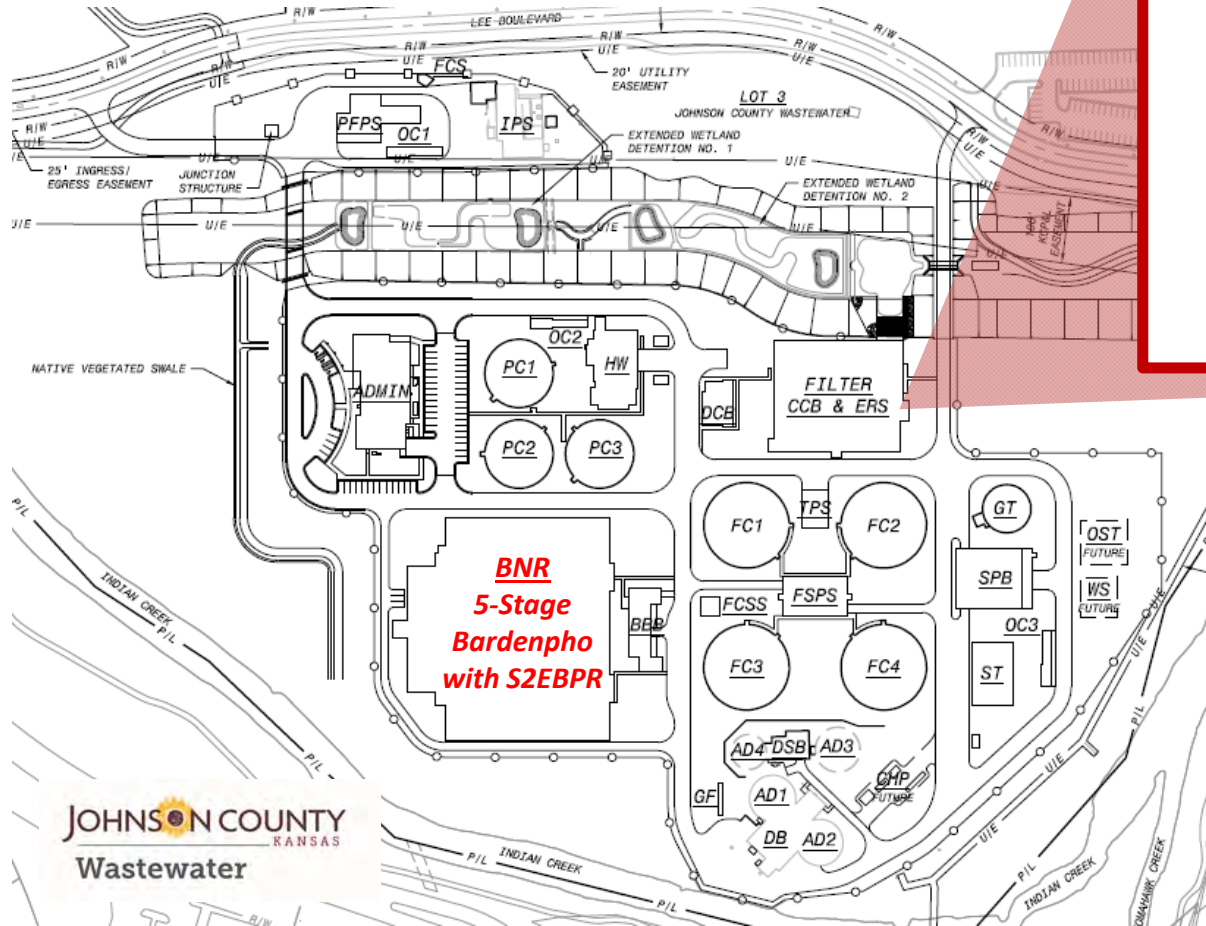 LEE BOULEVARD
R/W
R/W
R/W
U/E
R/W
U/E
R/W
U/E
R/W
U/E
R/W
U/E
FCS
20' UTILITY
EASEMENT
LOT 3
JOHNSON COUNTY WASTEWATER
PFPS
OC1
IPS
R/W
U/E
R/W
U/E
R/W
U/E
EXTENDED WETLAND
DETENTION NO. 1
25' INGRESS/
EGRESS EASEMENT
JUNCTION
STRUCTURE
U/E
U/E
U/E
U/E
EXTENDED WETLAND
DETENTION NO. 2
U/E
U/E
U/E
U/E
U/E
KCP&L
EASEMENT
NATIVE VEGETATED SWALE
ADMIN
PC1
OC2
HW
PC2
PC3
DCB
FILTER
CCB & ERS
FC1
TPS
FC2
GT
OST
FUTURE
P/L
INDIAN CREEK
P/L
BNR
5-Stage
Bardenpho
with S2EBPR
BBB
FCSS
FSPS
SPB
WS
FUTURE
U/E
OC3
U/E
ST
FC3
FC4
P/L
AD4
DSB
AD3
P/L
GF
AD1
CHP
FUTURE
U/E
DB
AD2
U/E
JOHNSON COUNTY
KANSAS
Wastewater
P/L
INDIAN CREEK
P/L
P/L
INDIAN CREEK
R/W